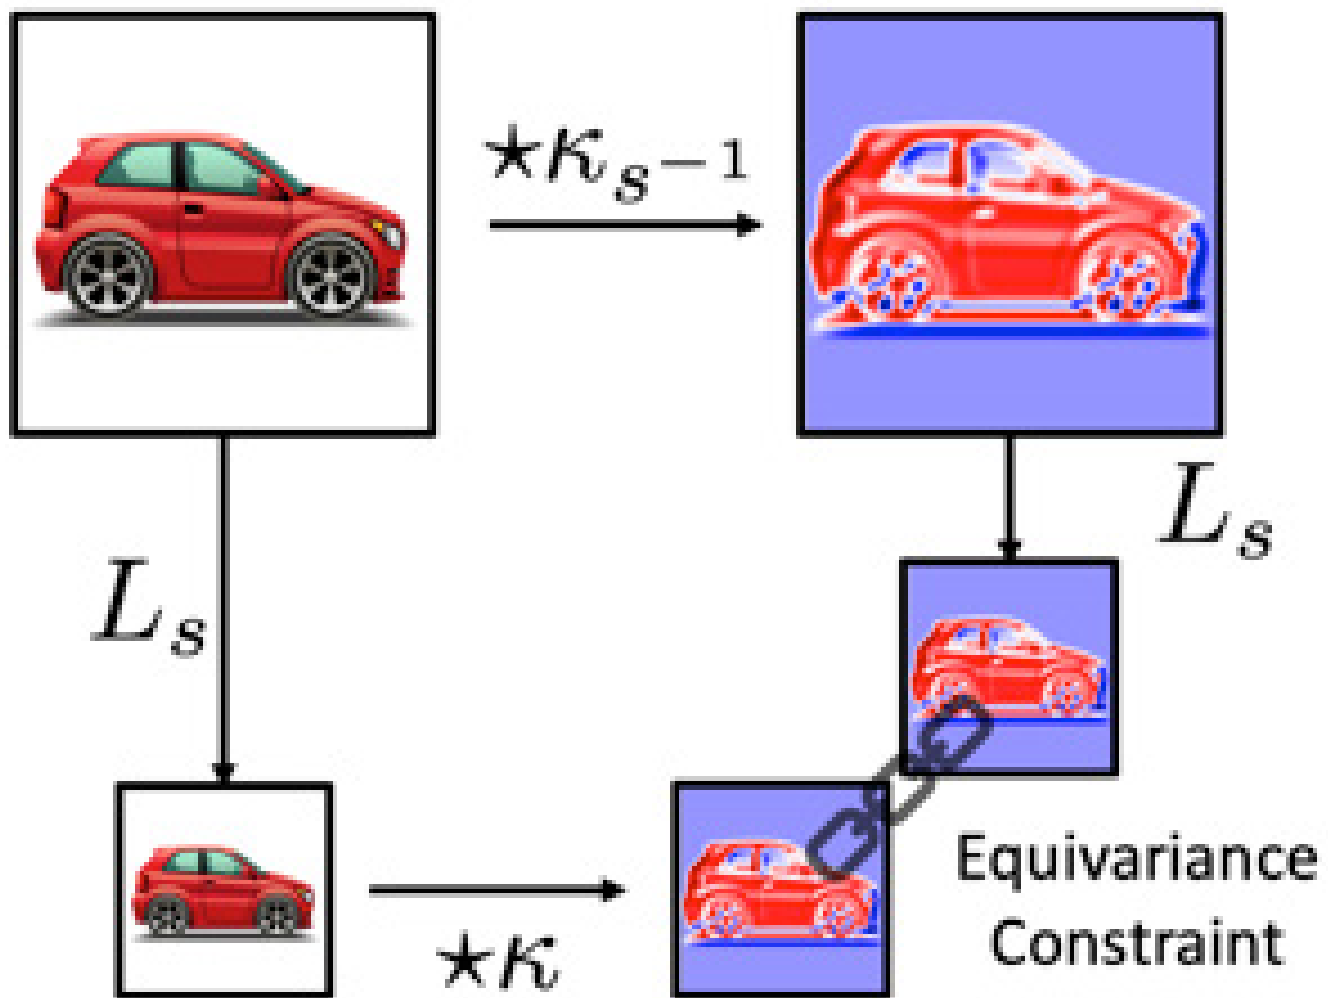 ⋆κ_{s^{-1}}
L_s
L_s
⋆κ
Equivariance
Constraint